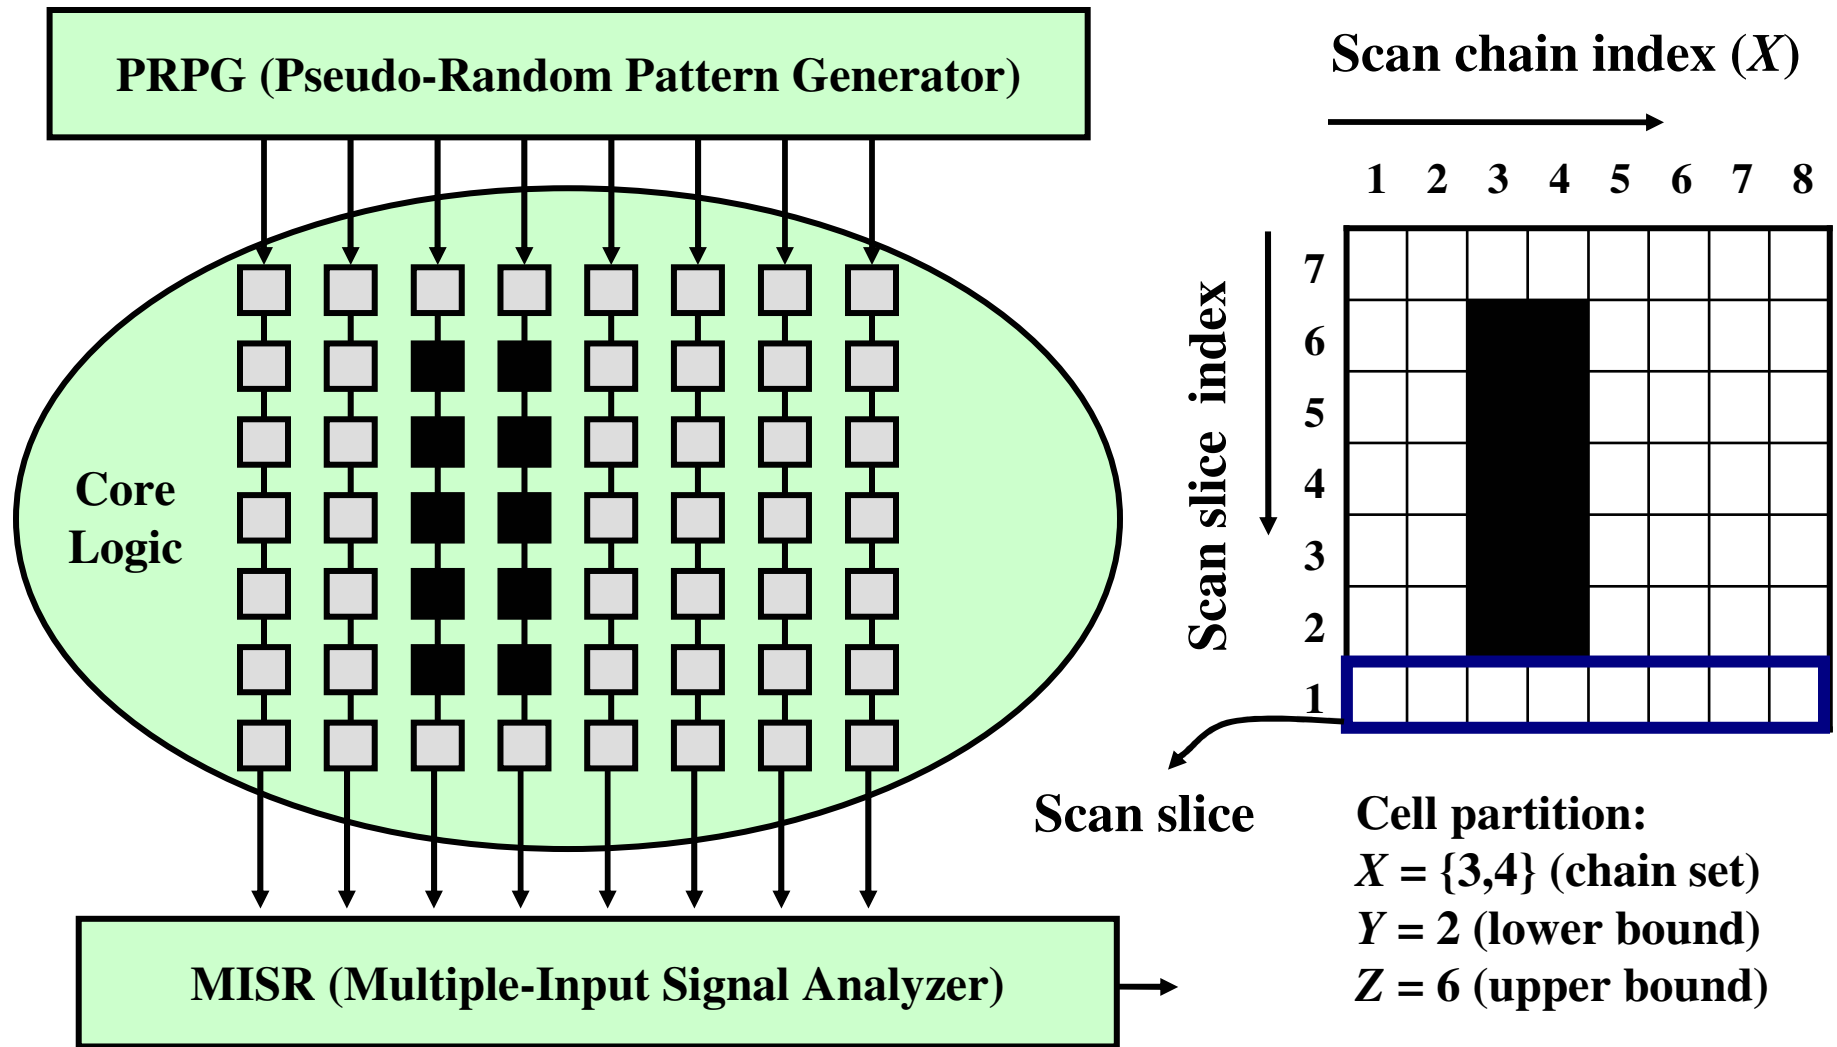 PRPG (Pseudo-Random Pattern Generator)
Scan chain index (X)
1 2 3 4 5 6 7 8
Scan slice index
7
6
5
4
3
2
1
Core
Logic
Scan slice
Cell partition:
X = {3,4} (chain set)
Y = 2 (lower bound)
Z = 6 (upper bound)
MISR (Multiple-Input Signal Analyzer)